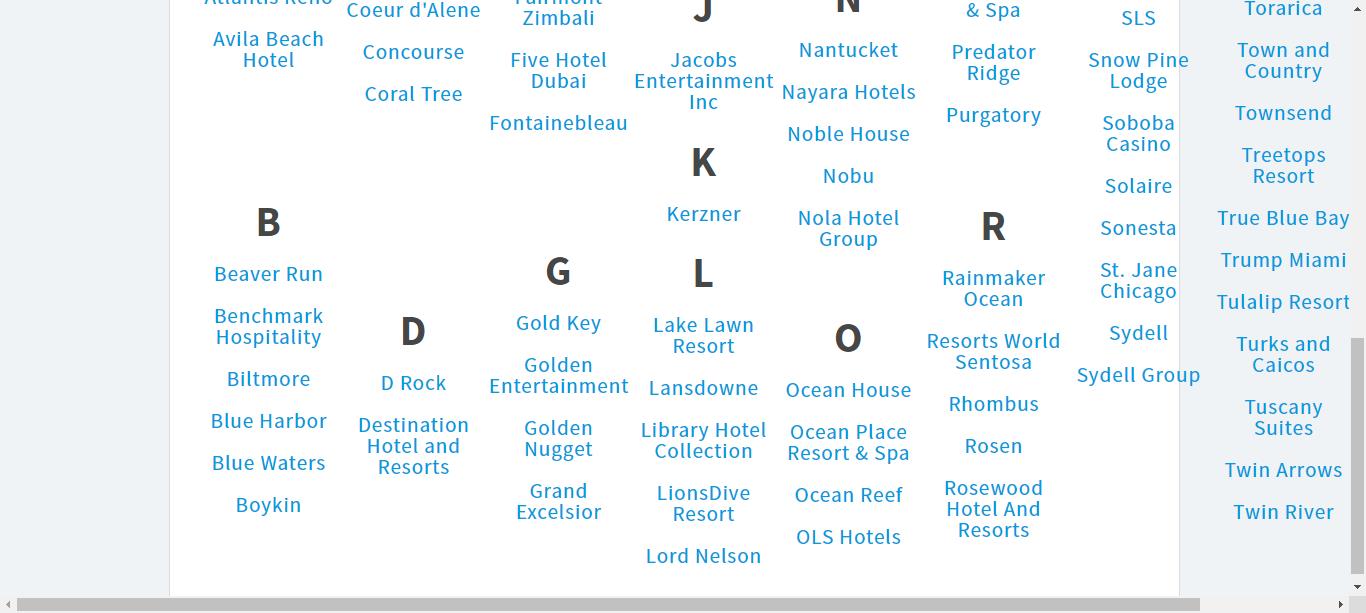 Atlantis Reno
Avila Beach
Hotel
B
Beaver Run
Benchmark
Hospitality
Biltmore
Blue Harbor
Blue Waters
Boykin
Coeur d'Alene
Concourse
Coral Tree
D
D Rock
Destination
Hotel and
Resorts
Fairmont
Zimbali
Five Hotel
Dubai
Fontainebleau
G
Gold Key
Golden
Entertainment
Golden
Nugget
Grand
Excelsior
J
Jacobs
Entertainment
Inc
K
Kerzner
L
Lake Lawn
Resort
Lansdowne
Library Hotel
Collection
LionsDive
Resort
Lord Nelson
N
Nantucket
Nayara Hotels
Noble House
Nobu
Nola Hotel
Group
O
Ocean House
Ocean Place
Resort & Spa
Ocean Reef
OLS Hotels
& Spa
Predator
Ridge
Purgatory
R
Rainmaker
Ocean
Resorts World
Sentosa
Rhombus
Rosen
Rosewood
Hotel And
Resorts
SLS
Snow Pine
Lodge
Soboba
Casino
Solaire
Sonesta
St. Jane
Chicago
Sydell
Sydell Group
Torarica
Town and
Country
Townsend
Treetops
Resort
True Blue Bay
Trump Miami
Tulalip Resort
Turks and
Caicos
Tuscany
Suites
Twin Arrows
Twin River